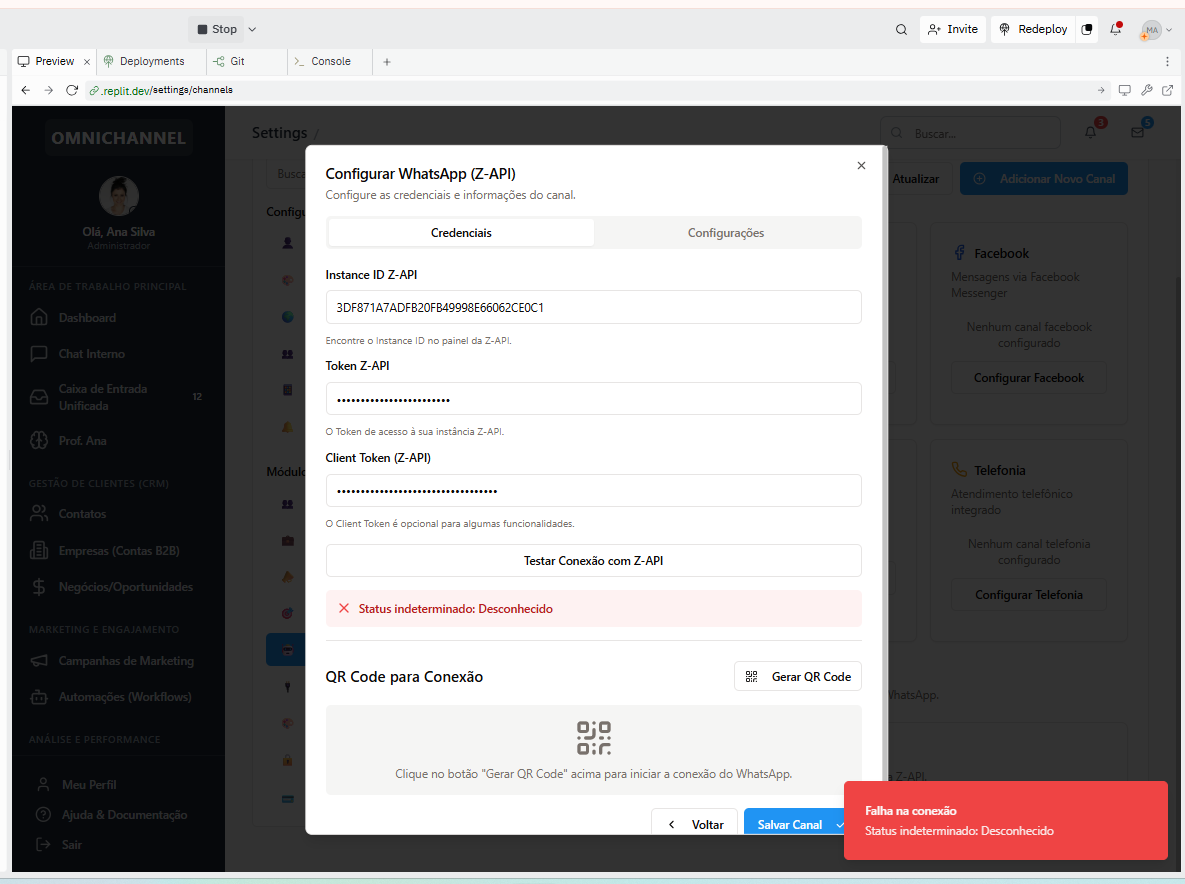 Stop
Invite
Redeploy
MA
Preview
Deployments
Git
Console
.replit.dev/settings/channels
OMNICHANNEL
Olá, Ana Silva
Administrador
ÁREA DE TRABALHO PRINCIPAL
Dashboard
Chat Interno
Caixa de Entrada
Unificada
12
Prof. Ana
GESTÃO DE CLIENTES (CRM)
Contatos
Empresas (Contas B2B)
Negócios/Oportunidades
MARKETING E ENGAJAMENTO
Campanhas de Marketing
Automações (Workflows)
ANÁLISE E PERFORMANCE
Meu Perfil
Ajuda & Documentação
Sair
Settings /
Buscar...
3
5
Busca
Atualizar
Adicionar Novo Canal
Configu
Módulo
Configurar WhatsApp (Z-API)
Configure as credenciais e informações do canal.
Credenciais
Configurações
Instance ID Z-API
3DF871A7ADFB20FB49998E66062CE0C1
Encontre o Instance ID no painel da Z-API.
Token Z-API
O Token de acesso à sua instância Z-API.
Client Token (Z-API)
O Client Token é opcional para algumas funcionalidades.
Testar Conexão com Z-API
Status indeterminado: Desconhecido
QR Code para Conexão
Gerar QR Code
Clique no botão "Gerar QR Code" acima para iniciar a conexão do WhatsApp.
Voltar
Salvar Canal
Facebook
Mensagens via Facebook
Messenger
Nenhum canal facebook
configurado
Configurar Facebook
Telefonia
Atendimento telefônico
integrado
Nenhum canal telefonia
configurado
Configurar Telefonia
WhatsApp.
a Z-API.
Falha na conexão
Status indeterminado: Desconhecido